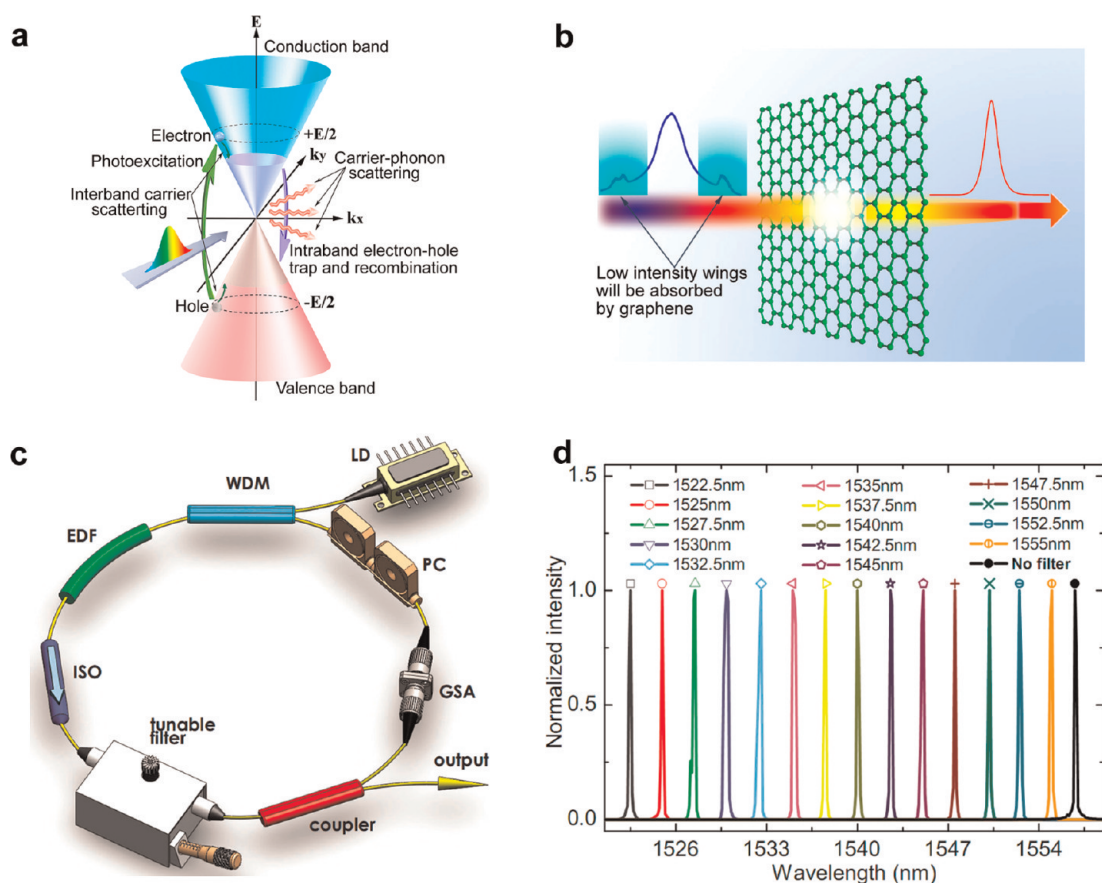 a
E
Conduction band
Electron
+E/2
Photoexcitation
ky
Carrier-phonon
scattering
Interband carrier
scatterting
kx
Intraband electron-hole
trap and recombination
Hole
-E/2
Valence band
b
Low intensity wings
will be absorbed
by graphene
c
LD
WDM
EDF
PC
ISO
GSA
tunable
filter
output
coupler
d
Normalized intensity
1.5
1.0
0.5
0.0
1522.5nm
1525nm
1527.5nm
1530nm
1532.5nm
1535nm
1537.5nm
1540nm
1542.5nm
1545nm
1547.5nm
1550nm
1552.5nm
1555nm
No filter
1526 1533 1540 1547 1554
Wavelength (nm)